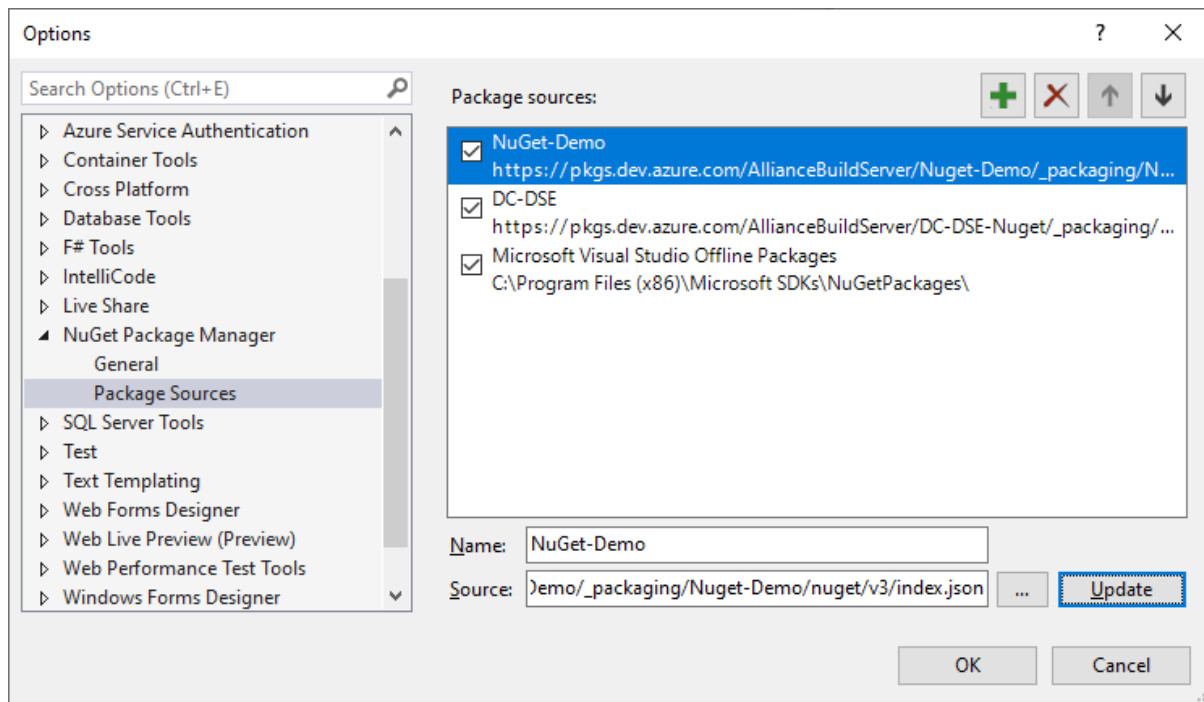 Options
?
Search Options (Ctrl+E)
Azure Service Authentication
Container Tools
Cross Platform
Database Tools
F# Tools
IntelliCode
Live Share
NuGet Package Manager
General
Package Sources
SQL Server Tools
Test
Text Templating
Web Forms Designer
Web Live Preview (Preview)
Web Performance Test Tools
Windows Forms Designer
Package sources:
NuGet-Demo
https://pkgs.dev.azure.com/AllianceBuildServer/Nuget-Demo/_packaging/N...
DC-DSE
https://pkgs.dev.azure.com/AllianceBuildServer/DC-DSE-Nuget/_packaging/...
Microsoft Visual Studio Offline Packages
C:\Program Files (x86)\Microsoft SDKs\NuGetPackages\
Name: NuGet-Demo
Source: Demo/_packaging/Nuget-Demo/nuget/v3/index.json ... Update
OK Cancel